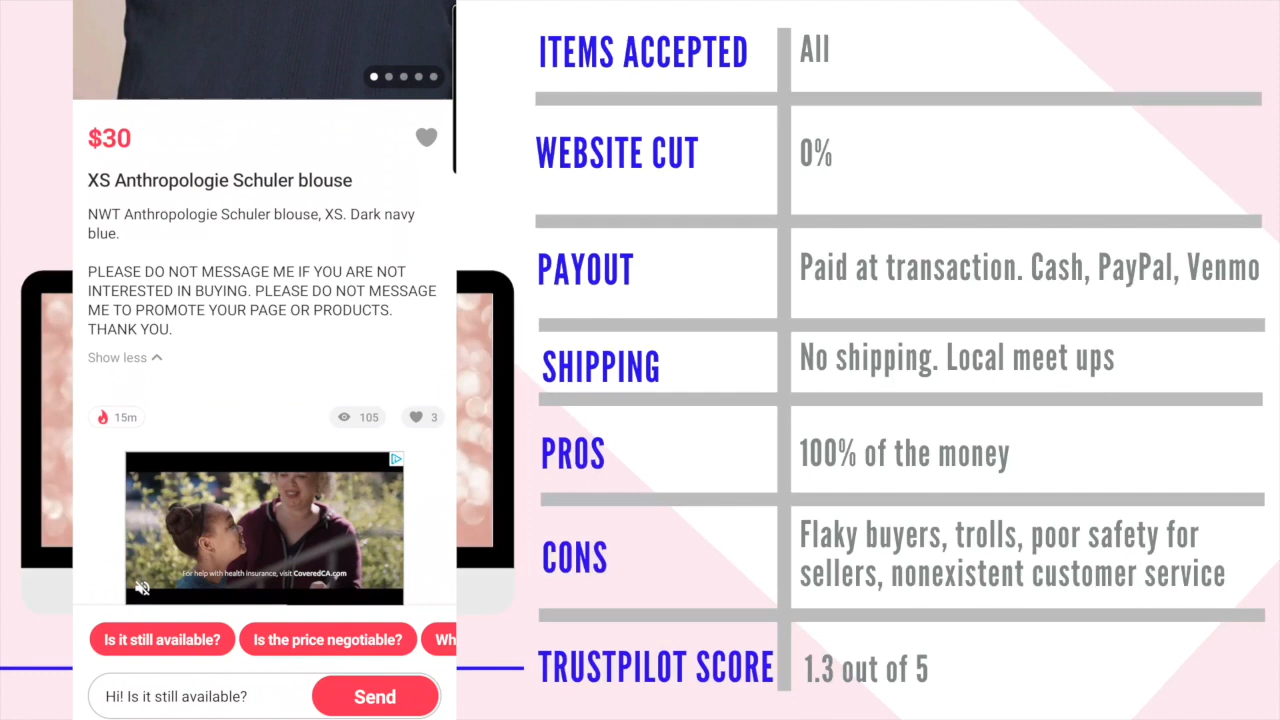 $30
XS Anthropologie Schuler blouse
NWT Anthropologie Schuler blouse, XS. Dark navy
blue.
PLEASE DO NOT MESSAGE ME IF YOU ARE NOT
INTERESTED IN BUYING. PLEASE DO NOT MESSAGE
ME TO PROMOTE YOUR PAGE OR PRODUCTS.
THANK YOU.
Show less
15m
105
3
For help with health insurance, visit CoveredCA.com
Is it still available?
Is the price negotiable?
Wh
Hi! Is it still available?
Send
ITEMS ACCEPTED
All
WEBSITE CUT
0%
PAYOUT
Paid at transaction. Cash, PayPal, Venmo
SHIPPING
No shipping. Local meet ups
PROS
100% of the money
CONS
Flaky buyers, trolls, poor safety for
sellers, nonexistent customer service
TRUSTPILOT SCORE
1.3 out of 5